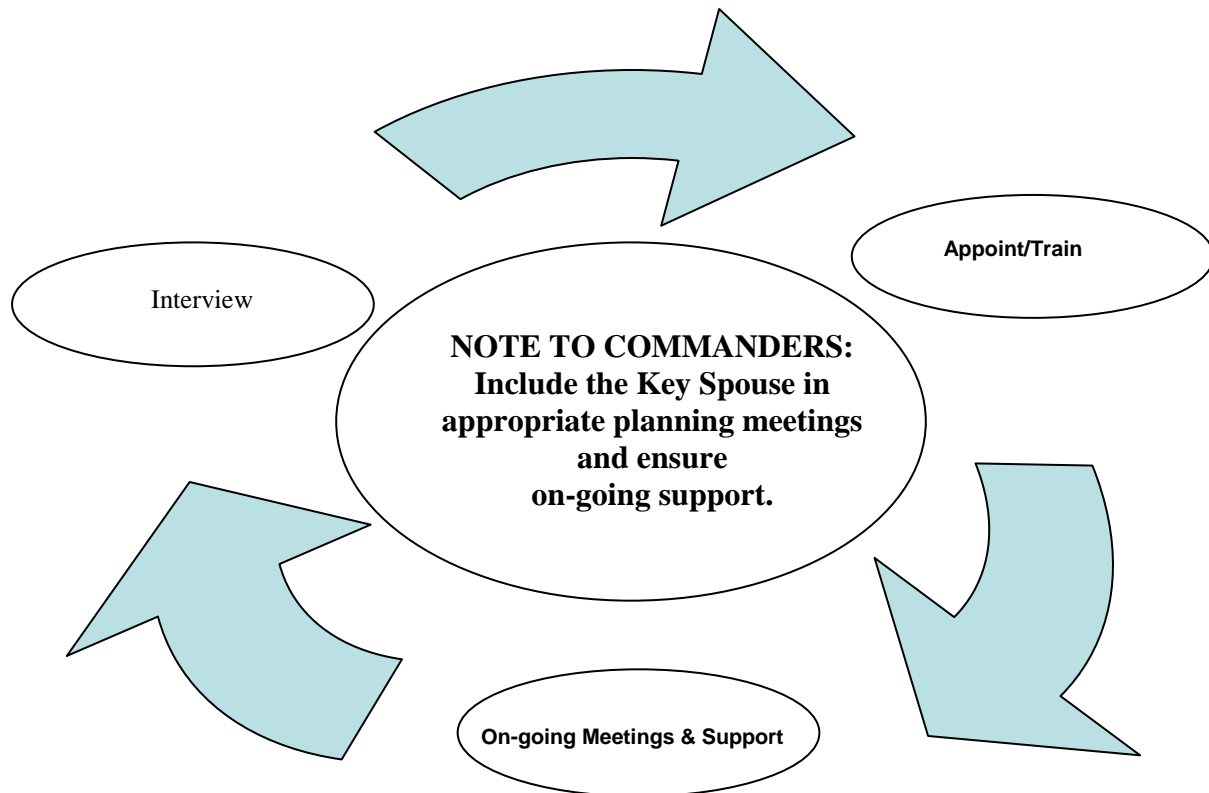 Appoint/Train
Interview
NOTE TO COMMANDERS:
Include the Key Spouse in
appropriate planning meetings
and ensure
on-going support.
On-going Meetings & Support